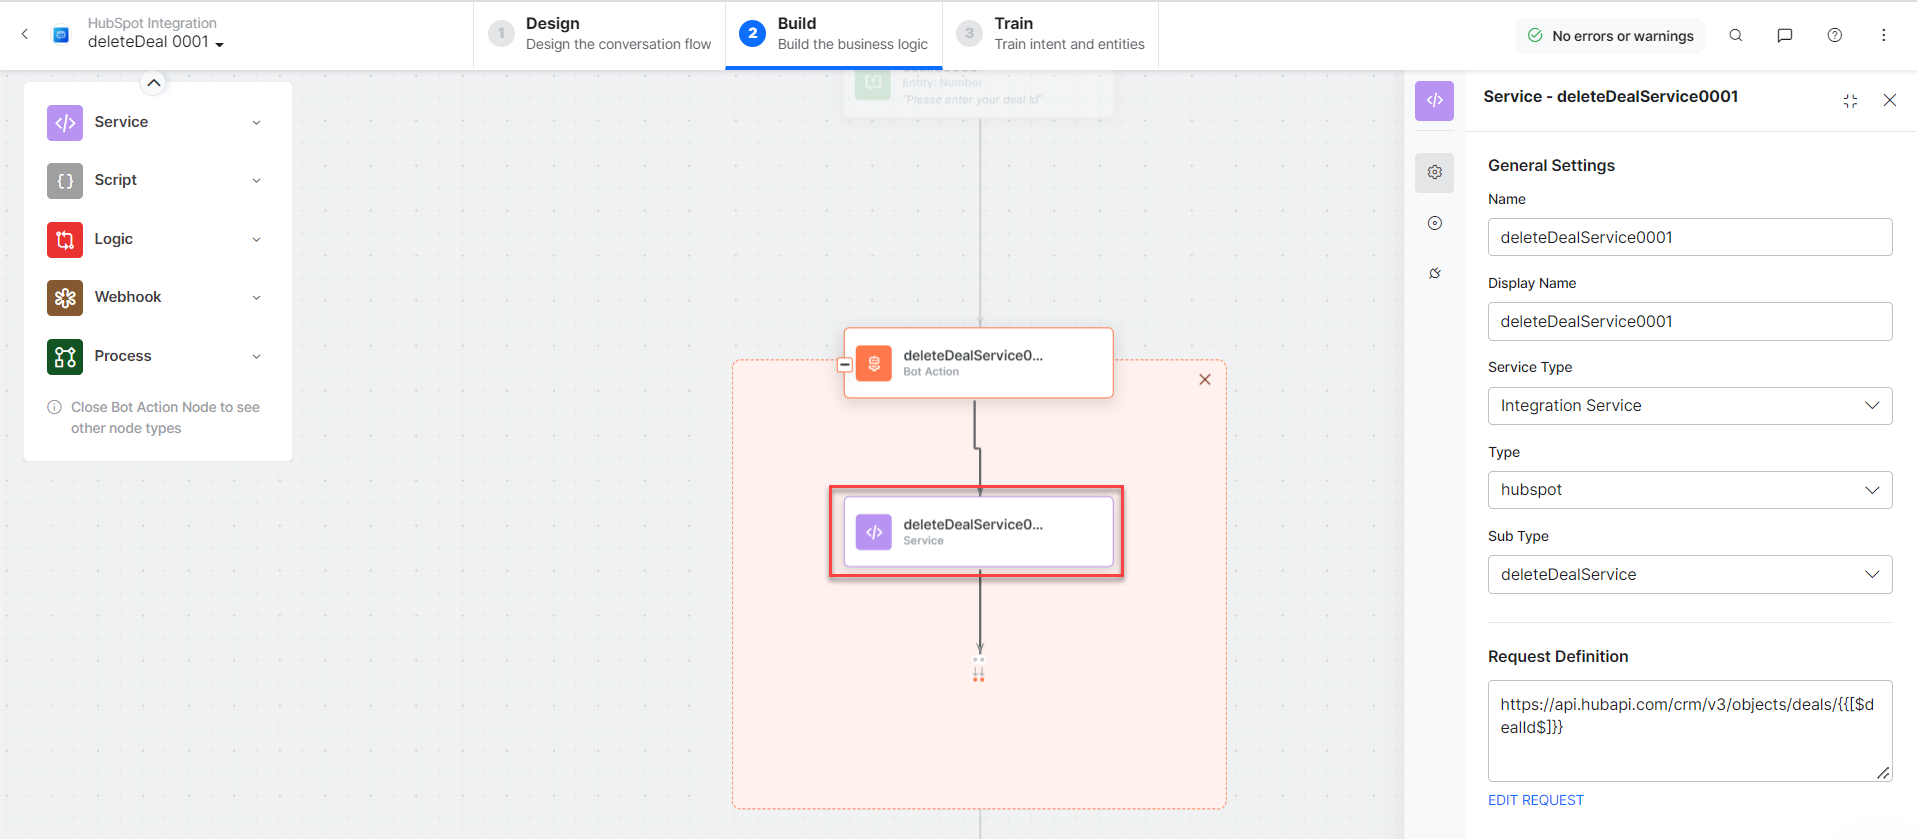 HubSpot Integration
deleteDeal 0001
1
Design
Design the conversation flow
2
Build
Build the business logic
3
Train
Train intent and entities
No errors or warnings
Service
Script
Logic
Webhook
Process
Close Bot Action Node to see
other node types
Entity: Number
"Please enter your deal Id"
deleteDealService0...
Bot Action
deleteDealService0...
Service
Service - deleteDealService0001
General Settings
Name
deleteDealService0001
Display Name
deleteDealService0001
Service Type
Integration Service
Type
hubspot
Sub Type
deleteDealService
Request Definition
https://api.hubapi.com/crm/v3/objects/deals/{{[$d
ealId$]}}
EDIT REQUEST